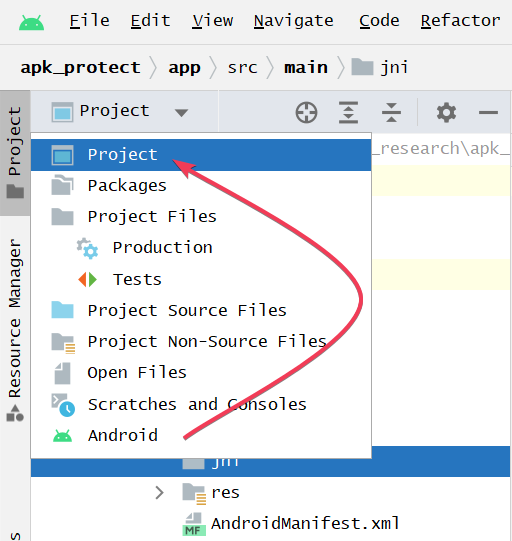 File Edit View Navigate Code Refactor
apk_protect app src main jni
Project
Project
_research\apk_
Project
Packages
Project Files
Production
Tests
Project Source Files
Resource Manager
Project Non-Source Files
Open Files
Scratches and Consoles
Android
jni
res
MF AndroidManifest.xml